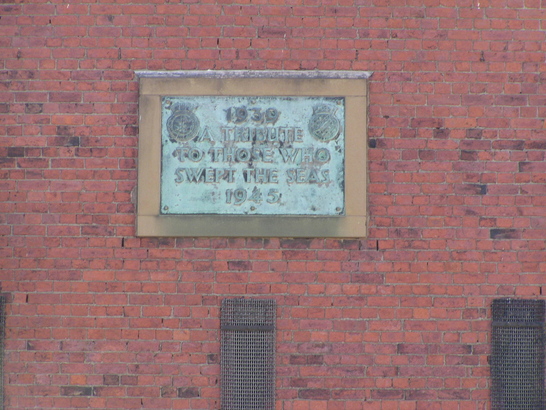 1939
A TRIBUTE
TO THOSE WHO
SWEPT THE SEAS
1945